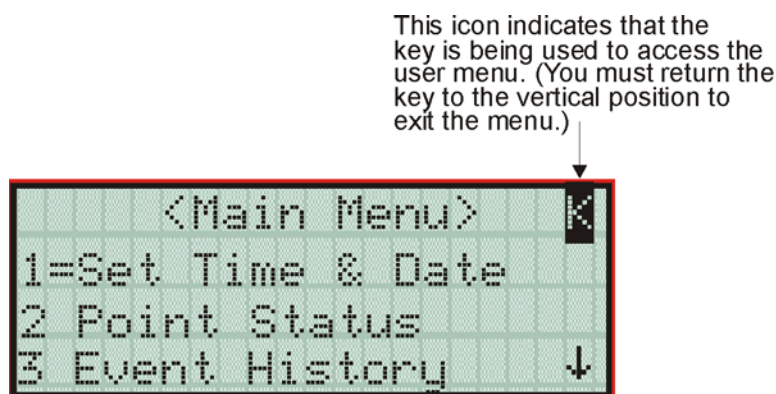 This icon indicates that the
key is being used to access the
user menu. (You must return the
key to the vertical position to
exit the menu.)
<Main Menu> K
1=Set Time & Date
2 Point Status
3 Event History ↓